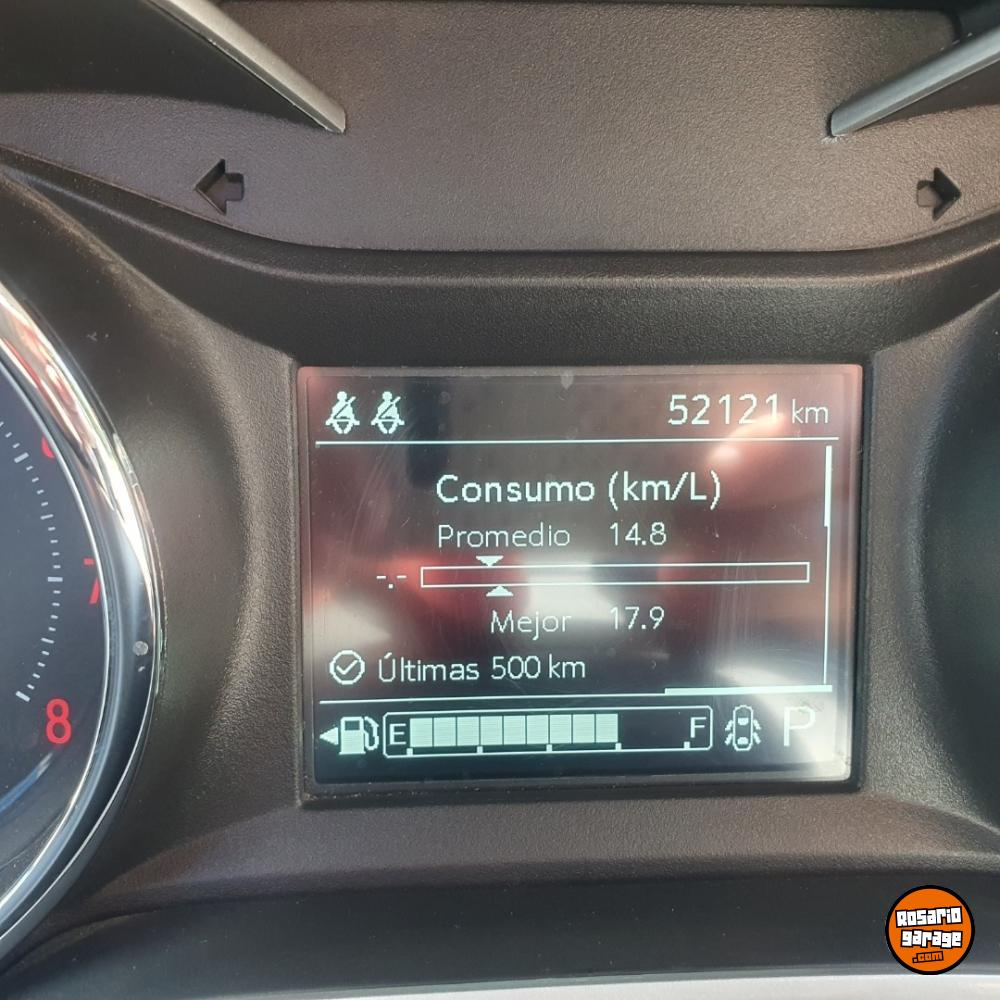 52121 km
Consumo (km/L)
Promedio 14.8
-.-
Mejor 17.9
Últimas 500 km
E F P
7
8
Rosario
garage
.com